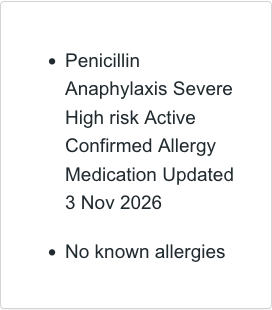 Penicillin
Anaphylaxis Severe
High risk Active
Confirmed Allergy
Medication Updated
3 Nov 2026
No known allergies